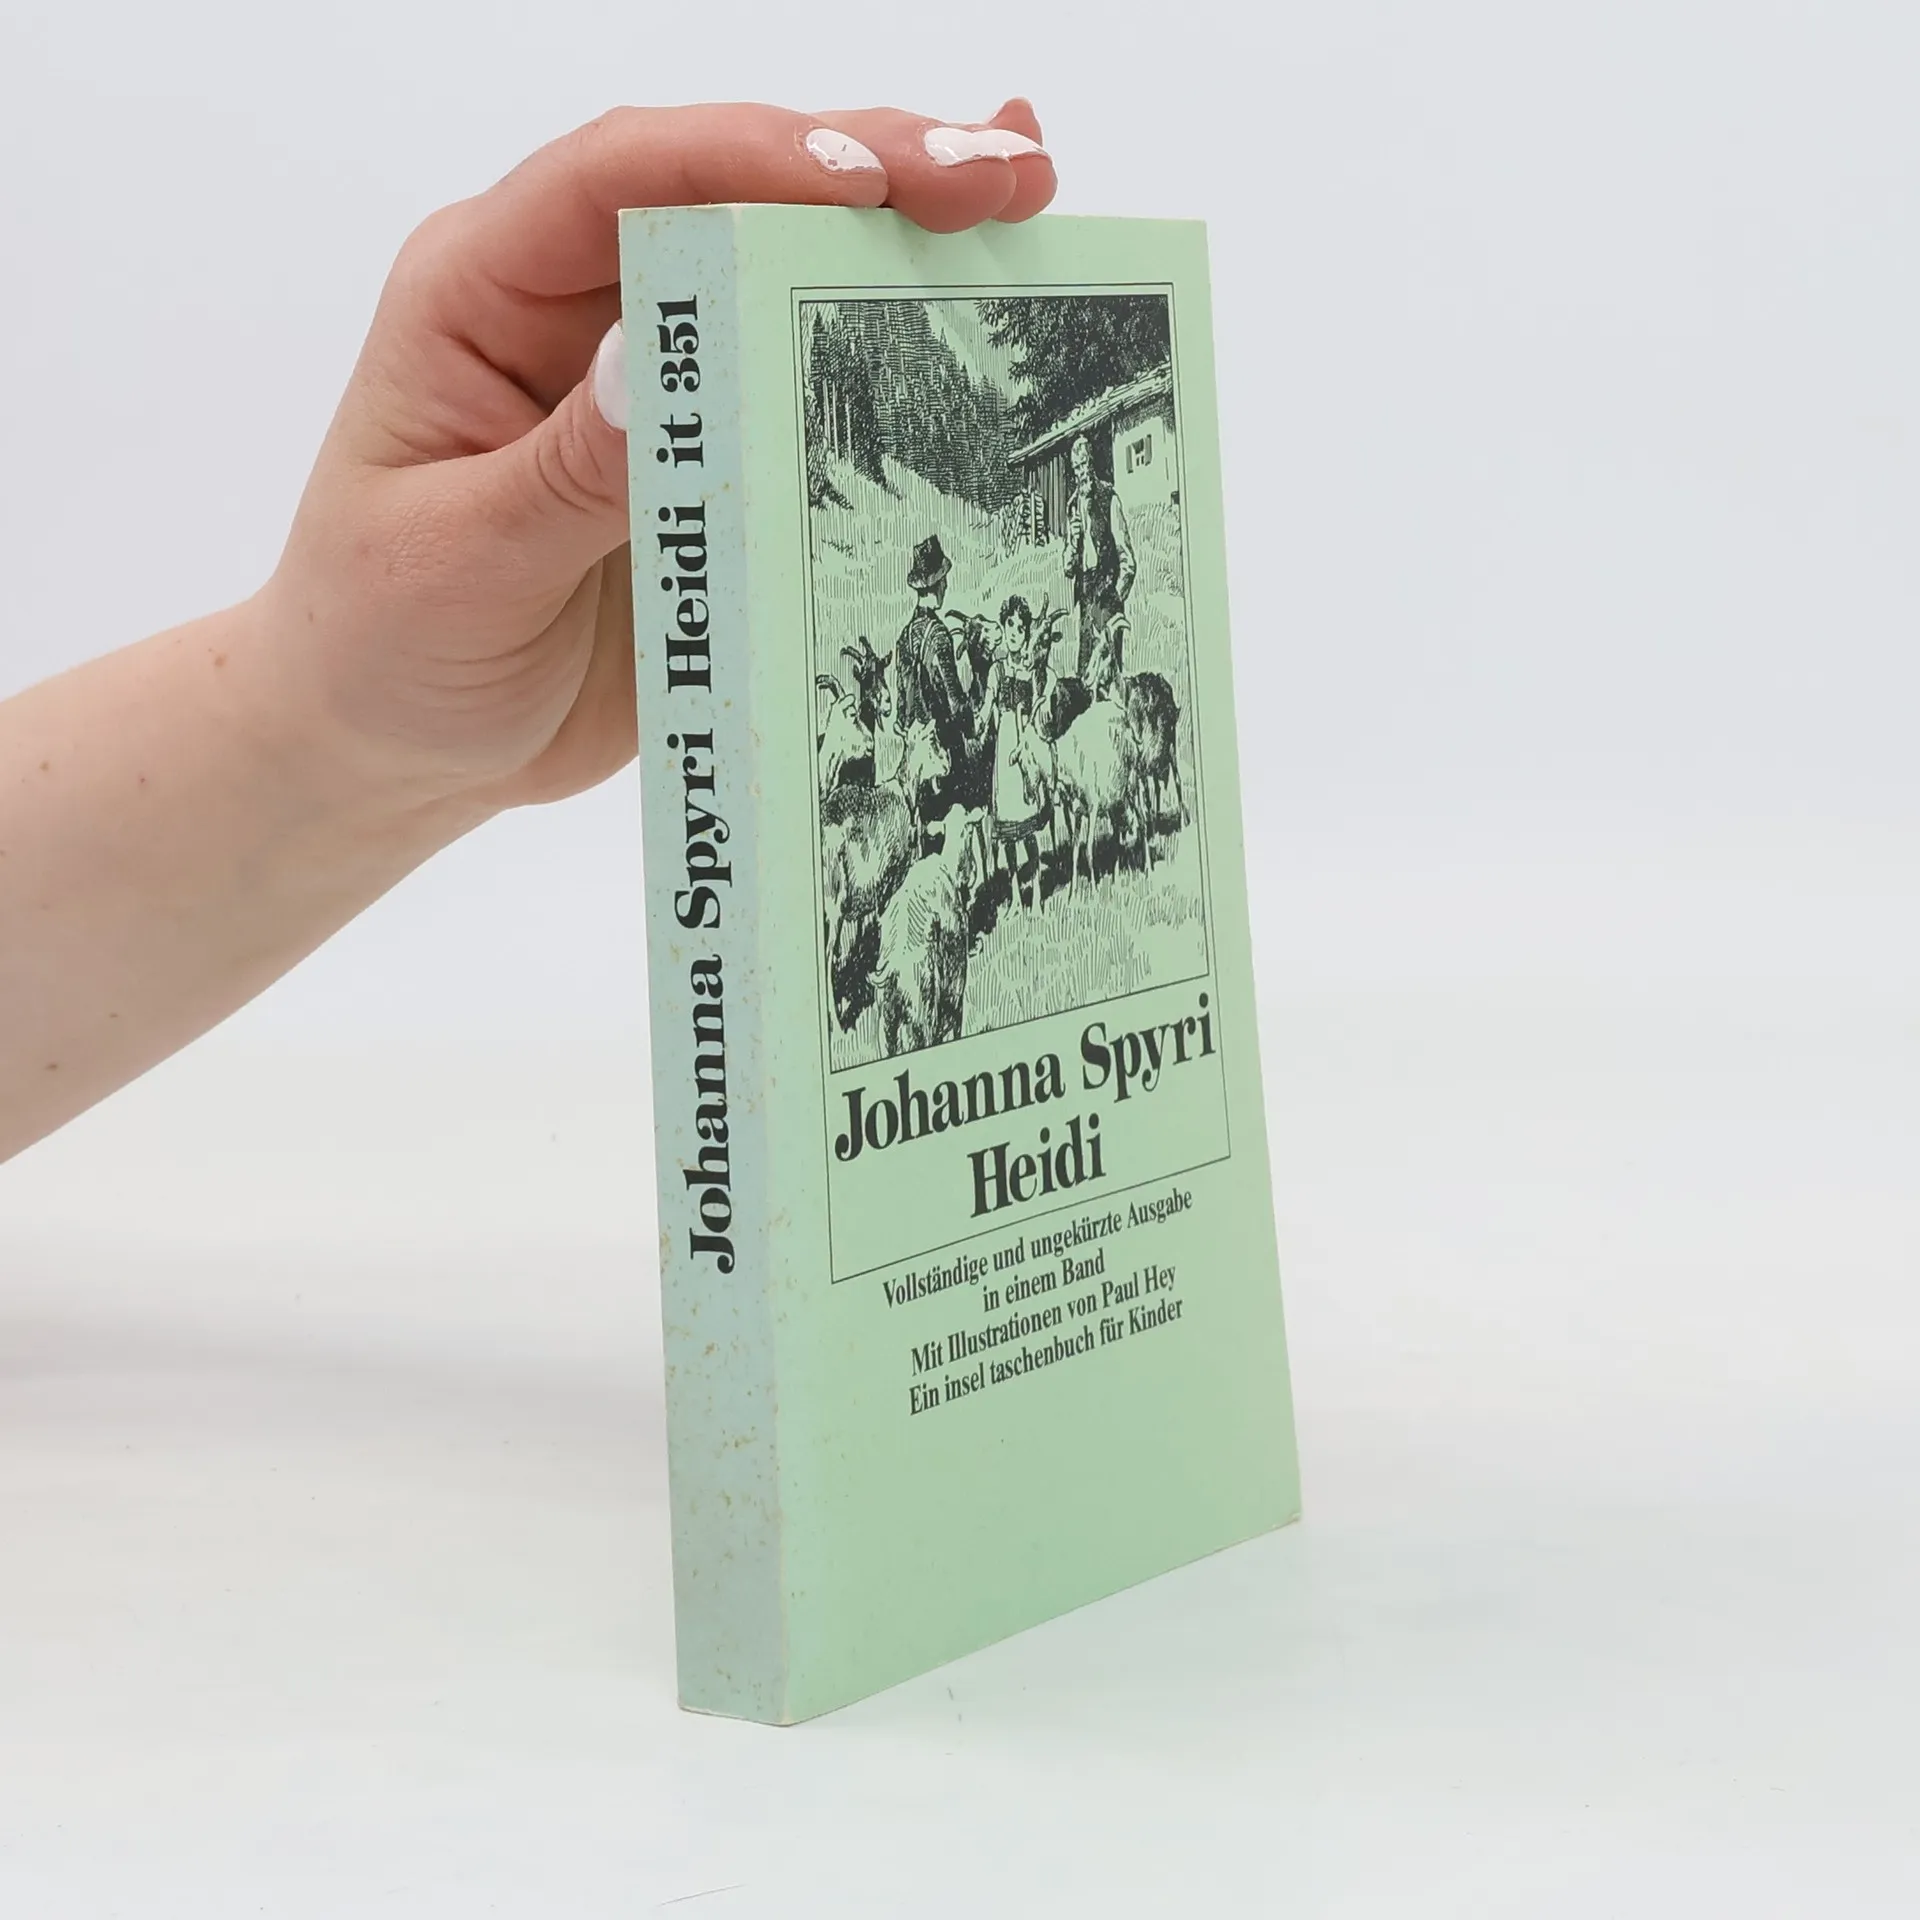 Johanna Spyri Heidi it 351
Johanna Spyri
Heidi
Vollständige und ungekürzte Ausgabe
in einem Band
Mit Illustrationen von Paul Hey
Ein insel taschenbuch für Kinder